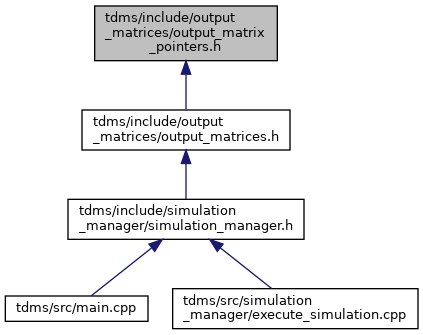 tdms/include/output
_matrices/output_matrix
_pointers.h
tdms/include/output
_matrices/output_matrices.h
tdms/include/simulation
_manager/simulation_manager.h
tdms/src/main.cpp
tdms/src/simulation
_manager/execute_simulation.cpp